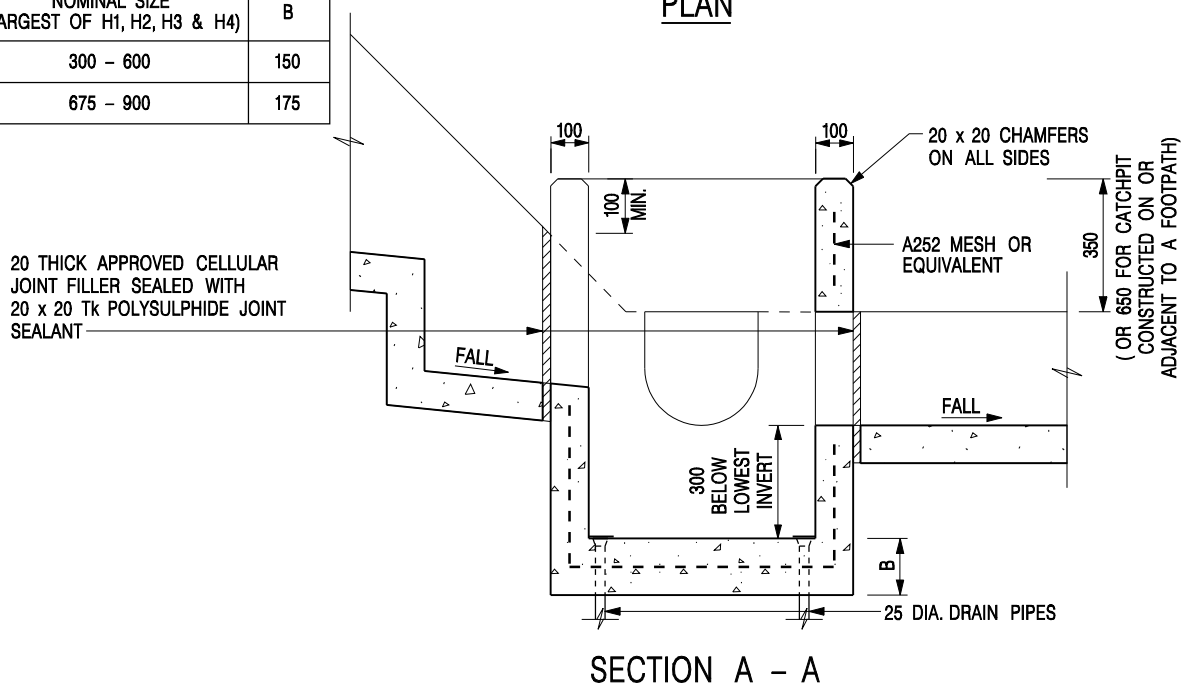 PLAN
NOMINAL SIZE
B
ARGEST OF H1, H2, H3 & H4)
300 – 600
150
675 – 900
175
100
100
20 x 20 CHAMFERS
ON ALL SIDES
100
MIN.
A252 MESH OR
EQUIVALENT
350
( OR 650 FOR CATCHPIT
CONSTRUCTED ON OR
ADJACENT TO A FOOTPATH)
20 THICK APPROVED CELLULAR
JOINT FILLER SEALED WITH
20 x 20 Tk POLYSULPHIDE JOINT
SEALANT
FALL
FALL
300
BELOW
LOWEST
INVERT
B
25 DIA. DRAIN PIPES
SECTION A – A